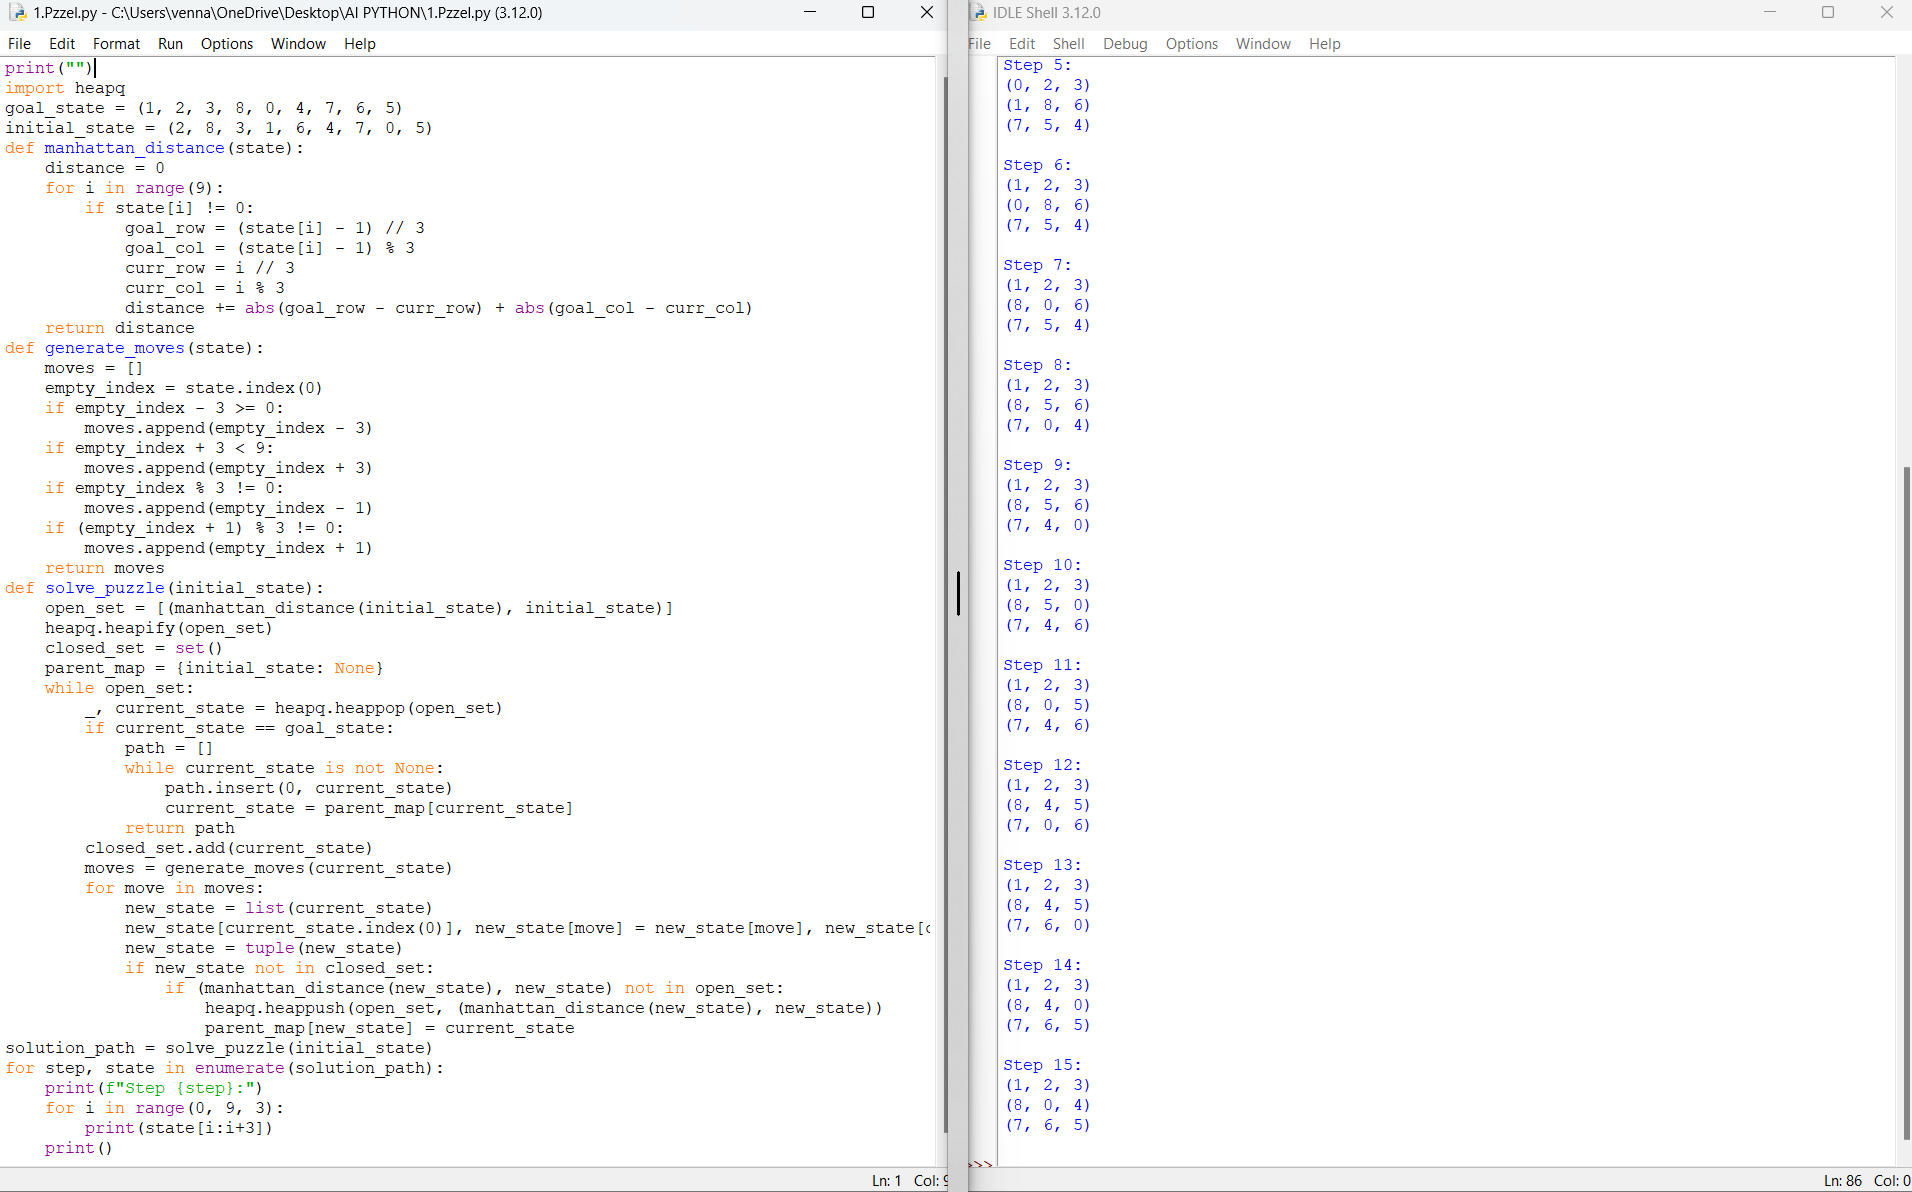 1.Pzzel.py - C:\Users\venna\OneDrive\Desktop\AI PYTHON\1.Pzzel.py (3.12.0)
File Edit Format Run Options Window Help
print("")
import heapq
goal_state = (1, 2, 3, 8, 0, 4, 7, 6, 5)
initial_state = (2, 8, 3, 1, 6, 4, 7, 0, 5)
def manhattan_distance(state):
    distance = 0
    for i in range(9):
        if state[i] != 0:
            goal_row = (state[i] - 1) // 3
            goal_col = (state[i] - 1) % 3
            curr_row = i // 3
            curr_col = i % 3
            distance += abs(goal_row - curr_row) + abs(goal_col - curr_col)
    return distance
def generate_moves(state):
    moves = []
    empty_index = state.index(0)
    if empty_index - 3 >= 0:
        moves.append(empty_index - 3)
    if empty_index + 3 < 9:
        moves.append(empty_index + 3)
    if empty_index % 3 != 0:
        moves.append(empty_index - 1)
    if (empty_index + 1) % 3 != 0:
        moves.append(empty_index + 1)
    return moves
def solve_puzzle(initial_state):
    open_set = [(manhattan_distance(initial_state), initial_state)]
    heapq.heapify(open_set)
    closed_set = set()
    parent_map = {initial_state: None}
    while open_set:
        _, current_state = heapq.heappop(open_set)
        if current_state == goal_state:
            path = []
            while current_state is not None:
                path.insert(0, current_state)
                current_state = parent_map[current_state]
            return path
        closed_set.add(current_state)
        moves = generate_moves(current_state)
        for move in moves:
            new_state = list(current_state)
            new_state[current_state.index(0)], new_state[move] = new_state[move], new_state[
            new_state = tuple(new_state)
            if new_state not in closed_set:
                if (manhattan_distance(new_state), new_state) not in open_set:
                    heapq.heappush(open_set, (manhattan_distance(new_state), new_state))
                    parent_map[new_state] = current_state
solution_path = solve_puzzle(initial_state)
for step, state in enumerate(solution_path):
    print(f"Step {step}:")
    for i in range(0, 9, 3):
        print(state[i:i+3])
    print()
Ln: 1 Col:
IDLE Shell 3.12.0
File Edit Shell Debug Options Window Help
Step 5:
(0, 2, 3)
(1, 8, 6)
(7, 5, 4)
Step 6:
(1, 2, 3)
(0, 8, 6)
(7, 5, 4)
Step 7:
(1, 2, 3)
(8, 0, 6)
(7, 5, 4)
Step 8:
(1, 2, 3)
(8, 5, 6)
(7, 0, 4)
Step 9:
(1, 2, 3)
(8, 5, 6)
(7, 4, 0)
Step 10:
(1, 2, 3)
(8, 5, 0)
(7, 4, 6)
Step 11:
(1, 2, 3)
(8, 0, 5)
(7, 4, 6)
Step 12:
(1, 2, 3)
(8, 4, 5)
(7, 0, 6)
Step 13:
(1, 2, 3)
(8, 4, 5)
(7, 6, 0)
Step 14:
(1, 2, 3)
(8, 4, 0)
(7, 6, 5)
Step 15:
(1, 2, 3)
(8, 0, 4)
(7, 6, 5)
>>>
Ln: 86 Col: 0